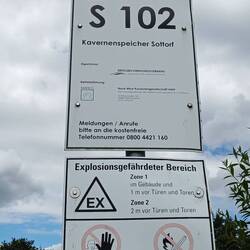 S 102
Kavernenspeicher Sottorf
Meldungen / Anrufe
bitte an die kostenfreie
Telefonnummer 0800 4421 160
Explosionsgefährdeter Bereich
Zone 1
im Gebäude und
1 m vor Türen und Toren
Zone 2
2 m vor Türen und Toren
EX